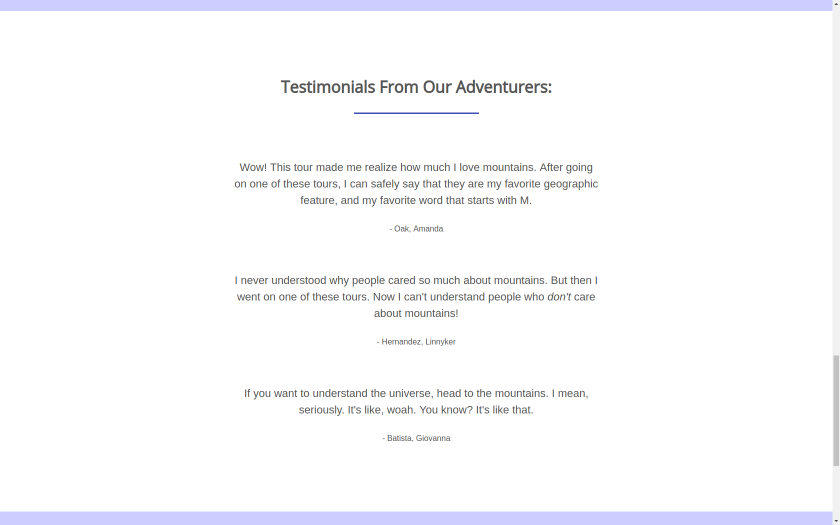 Testimonials From Our Adventurers:
Wow! This tour made me realize how much I love mountains. After going
on one of these tours, I can safely say that they are my favorite geographic
feature, and my favorite word that starts with M.
- Oak, Amanda
I never understood why people cared so much about mountains. But then I
went on one of these tours. Now I can't understand people who don't care
about mountains!
- Hernandez, Linnyker
If you want to understand the universe, head to the mountains. I mean,
seriously. It's like, woah. You know? It's like that.
- Batista, Giovanna